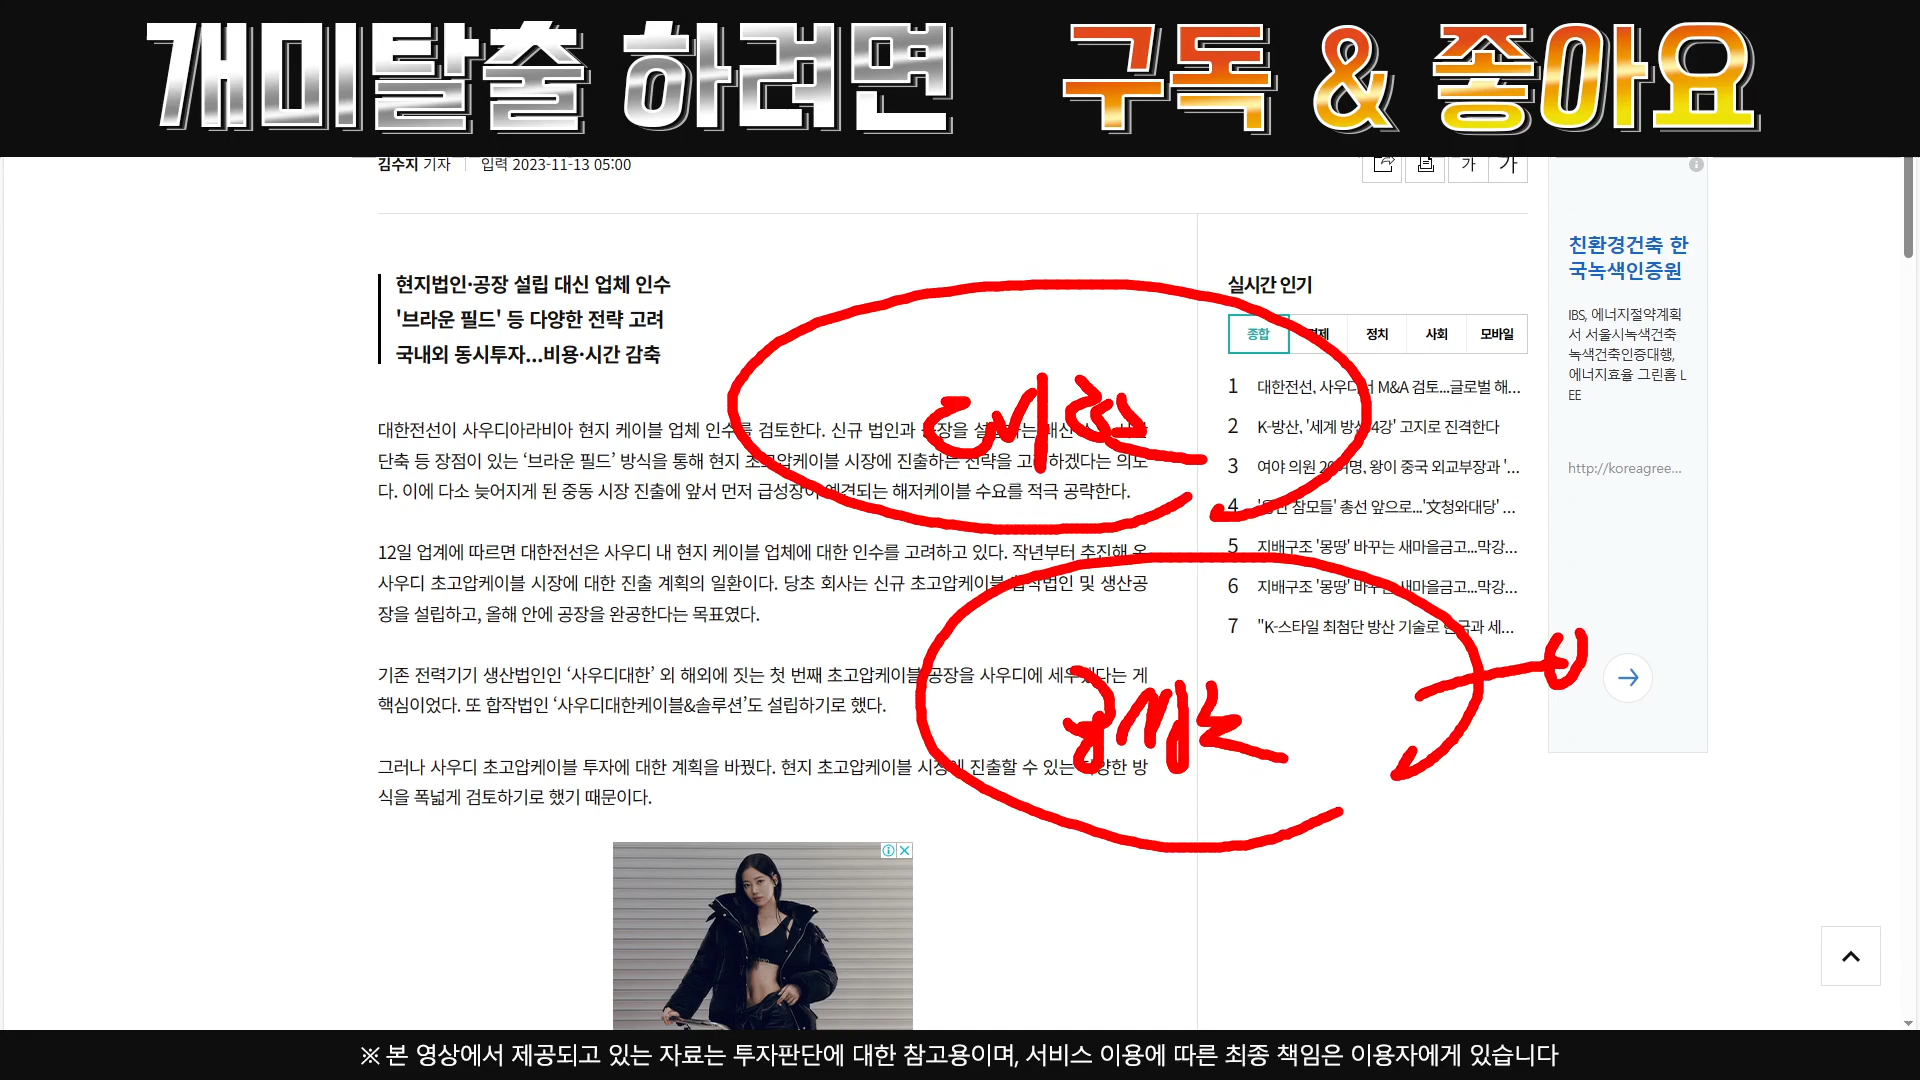 개미탈출 하려면 구독 & 좋아요
김수지 기자 입력 2023-11-13 05:00
가 가
현지법인·공장 설립 대신 업체 인수
'브라운 필드' 등 다양한 전략 고려
국내외 동시투자...비용·시간 감축
대한전선이 사우디아라비아 현지 케이블 업체 인수를 검토한다. 신규 법인과
단축 등 장점이 있는 ‘브라운 필드’ 방식을 통해 현지 초고압케이블 시장에 진출하는 전략을 고려하겠다는 의도
다. 이에 다소 늦어지게 된 중동 시장 진출에 앞서 먼저 급성장이 예견되는 해저케이블 수요를 적극 공략한다.
12일 업계에 따르면 대한전선은 사우디 내 현지 케이블 업체에 대한 인수를 고려하고 있다. 작년부터 추진해 온
사우디 초고압케이블 시장에 대한 진출 계획의 일환이다. 당초 회사는 신규 초고압케이블 합작법인 및 생산공
장을 설립하고, 올해 안에 공장을 완공한다는 목표였다.
기존 전력기기 생산법인인 ‘사우디대한’ 외 해외에 짓는 첫 번째 초고압케이블 공장을 사우디에 세우겠다는 게
핵심이었다. 또 합작법인 ‘사우디대한케이블&솔루션’도 설립하기로 했다.
그러나 사우디 초고압케이블 투자에 대한 계획을 바꿨다. 현지 초고압케이블 시장에 진출할 수 있는 다양한 방
식을 폭넓게 검토하기로 했기 때문이다.
대한
실시간 인기
종합 경제 정치 사회 모바일
1 대한전선, 사우디서 M&A 검토...글로벌 해...
2 K-방산, '세계 방산 4강' 고지로 진격한다
3 여야 의원 20여명, 왕이 중국 외교부장과 '...
4 '용산 참모들' 총선 앞으로...'文청와대당' ...
5 지배구조 '몽땅' 바꾸는 새마을금고...막강...
6 지배구조 '몽땅' 바꾸는 새마을금고...막강...
7 "K-스타일 최첨단 방산 기술로 한국과 세...
친환경건축 한
국녹색인증원
IBS, 에너지절약계획
서 서울시녹색건축
녹색건축인증대행,
에너지효율 그린홈 L
EE
http://koreagree...
※ 본 영상에서 제공되고 있는 자료는 투자판단에 대한 참고용이며, 서비스 이용에 따른 최종 책임은 이용자에게 있습니다